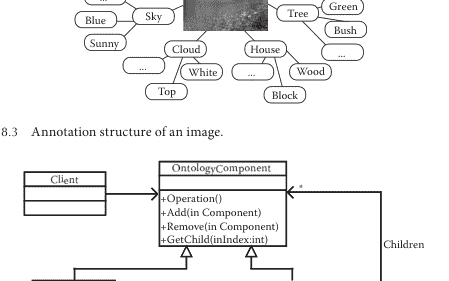 ...
Blue
Sky
Sunny
Tree
Green
Bush
...
Cloud
House
...
White
Top
...
Wood
Block
8.3 Annotation structure of an image.
Client
OntologyComponent
+Operation()
+Add(in Component)
+Remove(in Component)
+GetChild(inIndex:int)
*
Children